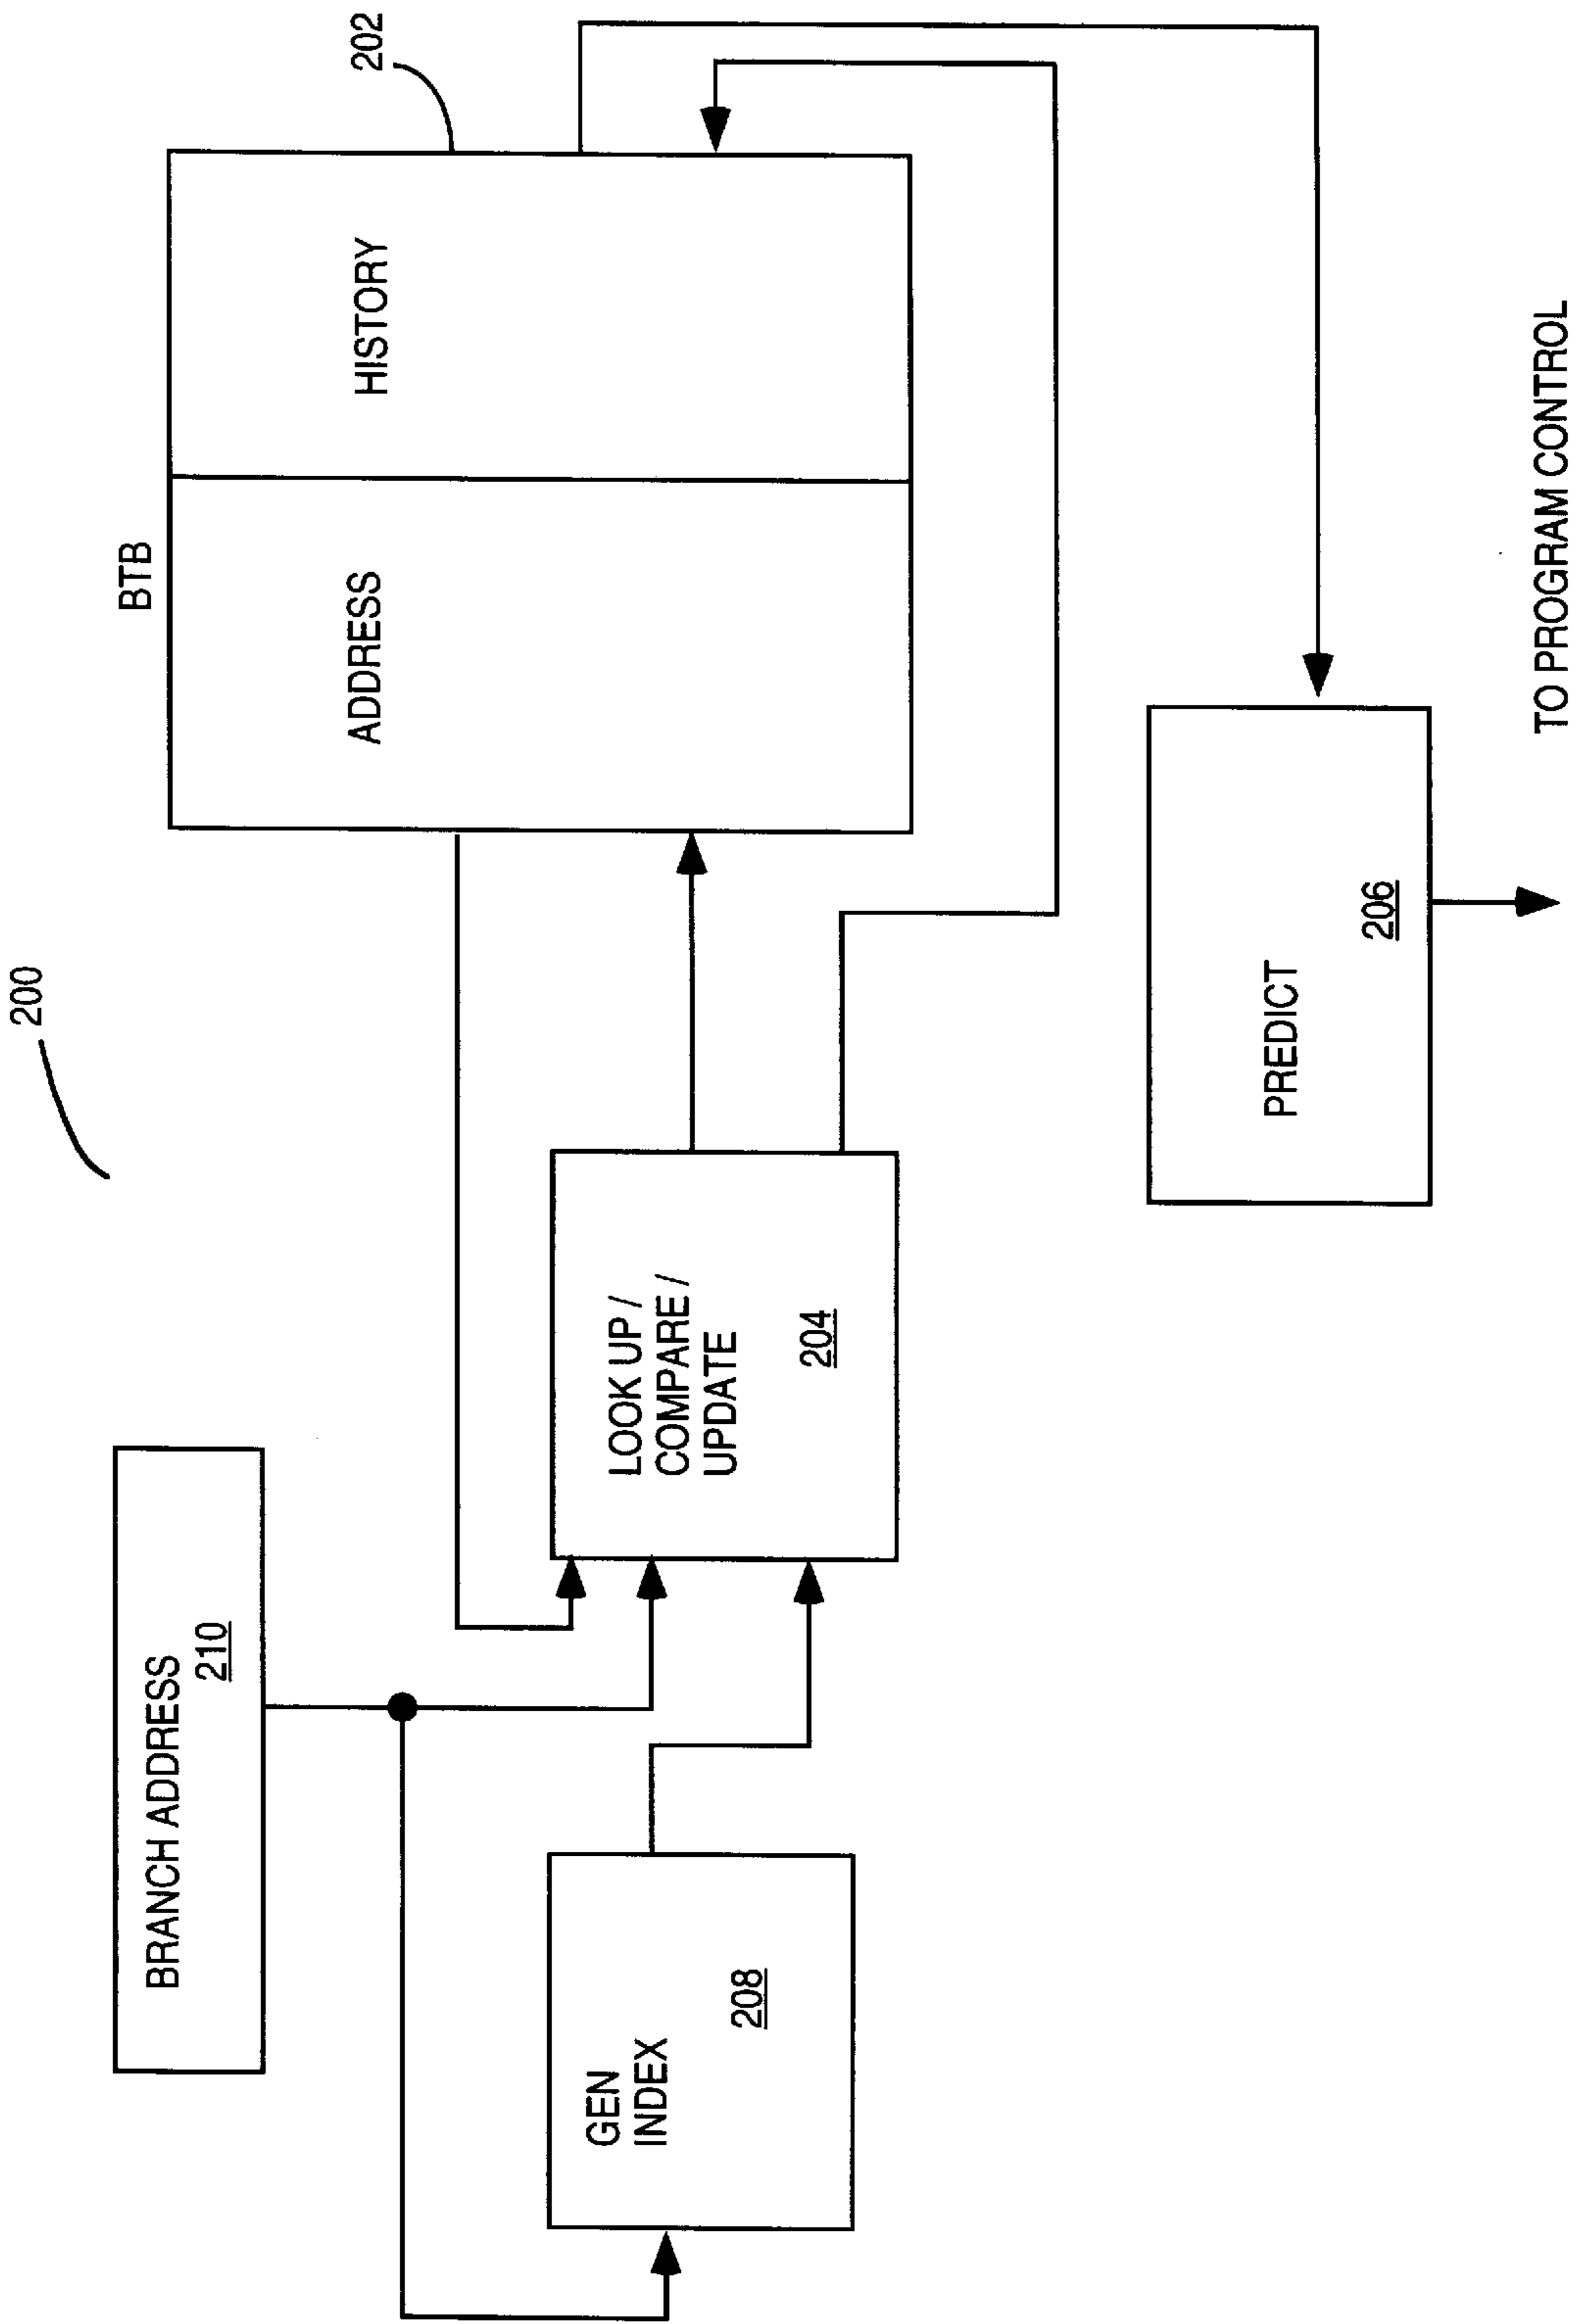 200
BTB
202
ADDRESS
HISTORY
BRANCH ADDRESS
210
GEN
INDEX
208
LOOK UP /
COMPARE /
UPDATE
204
PREDICT
206
TO PROGRAM CONTROL